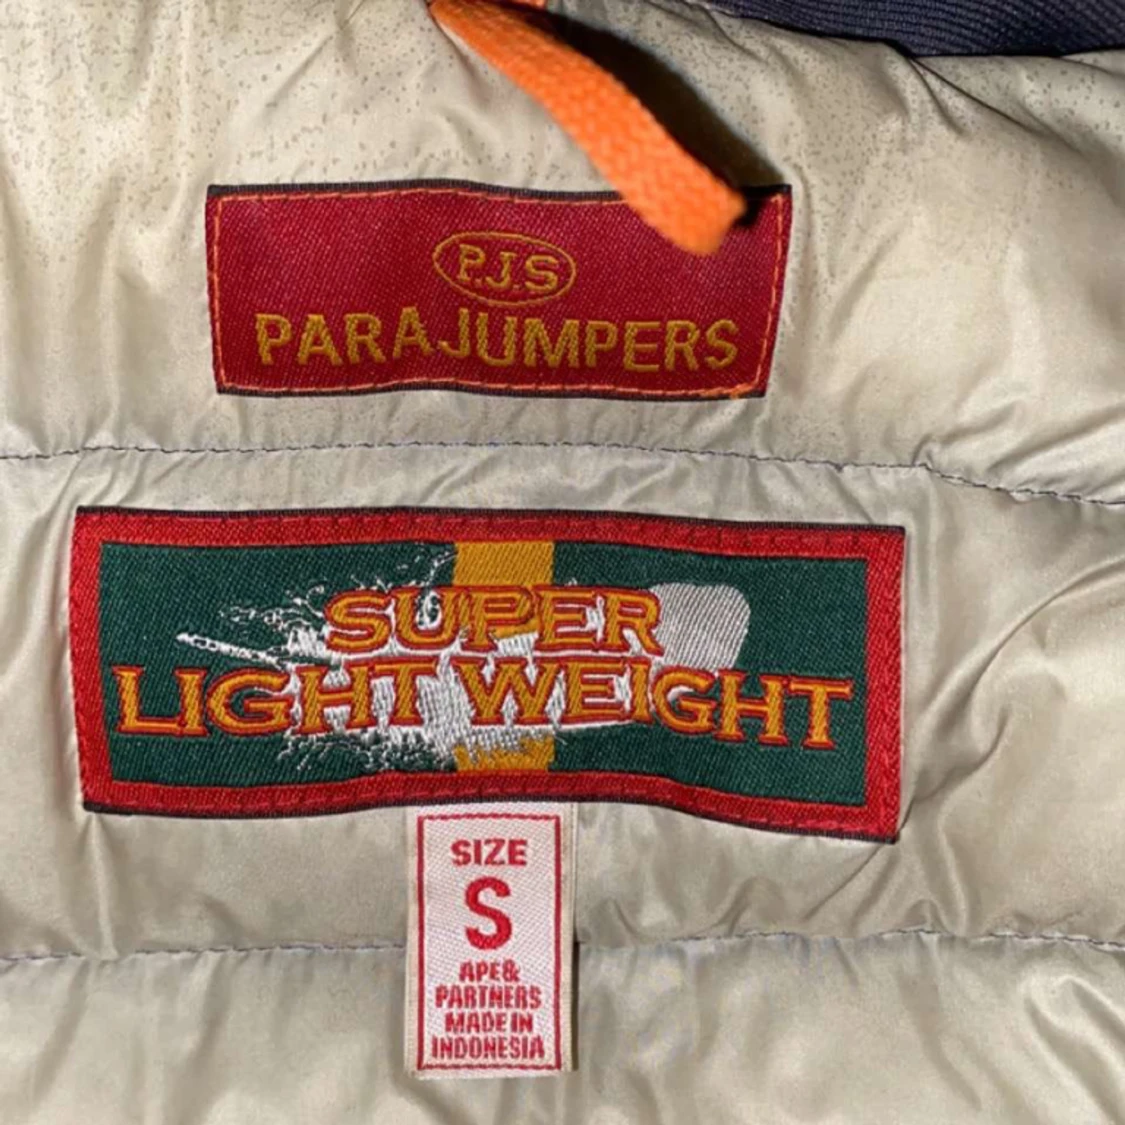 P.J.S
PARAJUMPERS
SUPER
LIGHT WEIGHT
SIZE
S
APE&
PARTNERS
MADE IN
INDONESIA